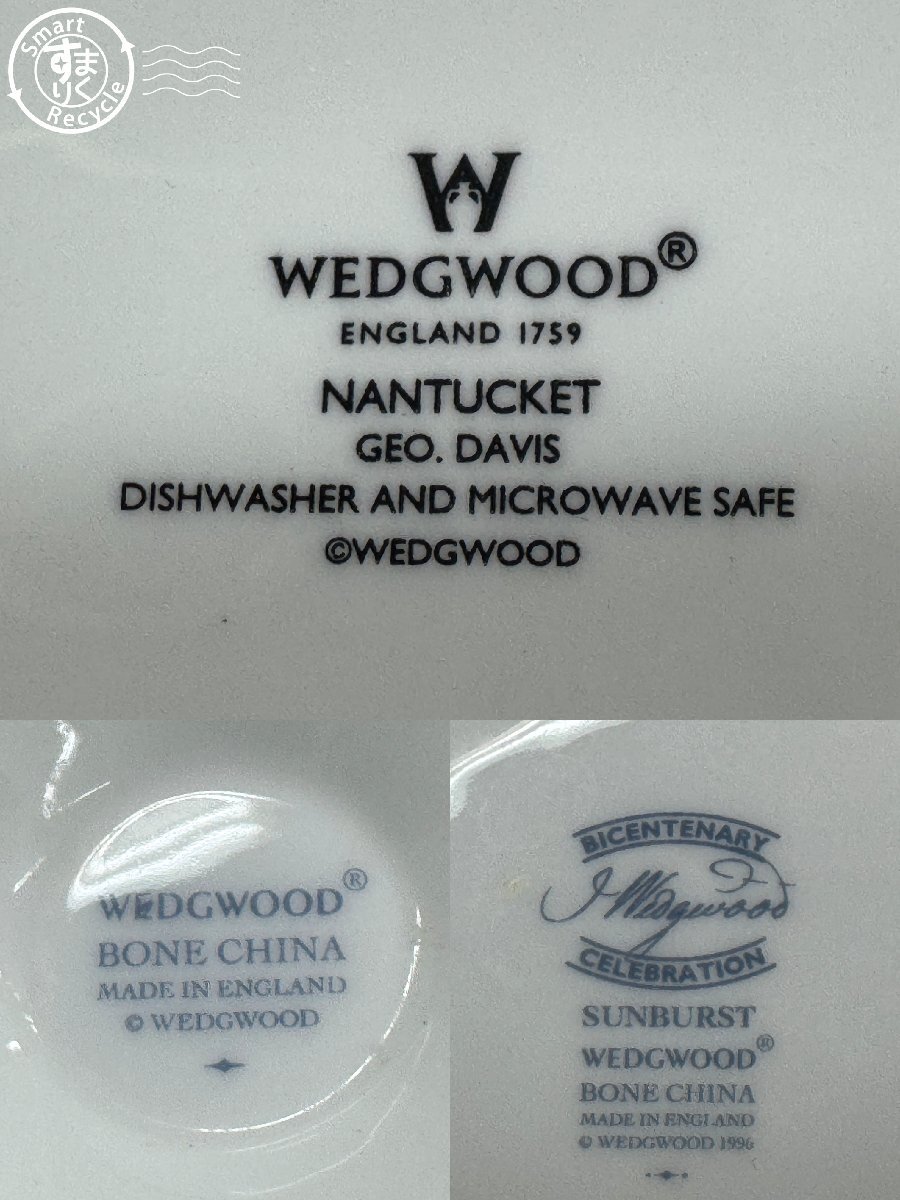 Smart
すまりく
Recycle
W
WEDGWOOD®
ENGLAND 1759
NANTUCKET
GEO. DAVIS
DISHWASHER AND MICROWAVE SAFE
©WEDGWOOD
WEDGWOOD®
BONE CHINA
MADE IN ENGLAND
© WEDGWOOD
BICENTENARY
J Wedgwood
CELEBRATION
SUNBURST
WEDGWOOD®
BONE CHINA
MADE IN ENGLAND
© WEDGWOOD 1996